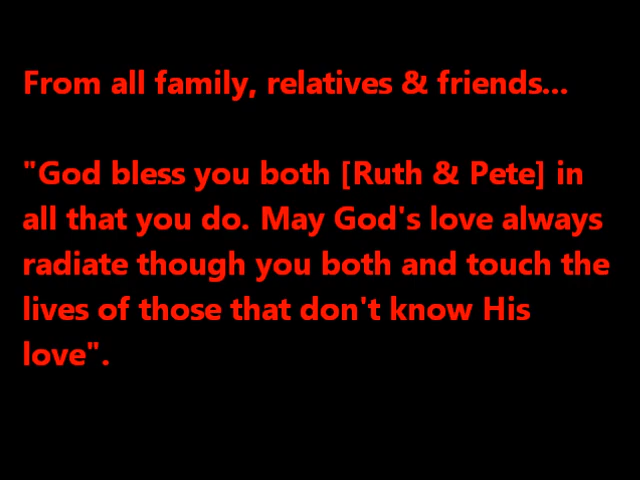 From all family, relatives & friends...
"God bless you both [Ruth & Pete] in
all that you do. May God's love always
radiate though you both and touch the
lives of those that don't know His
love".